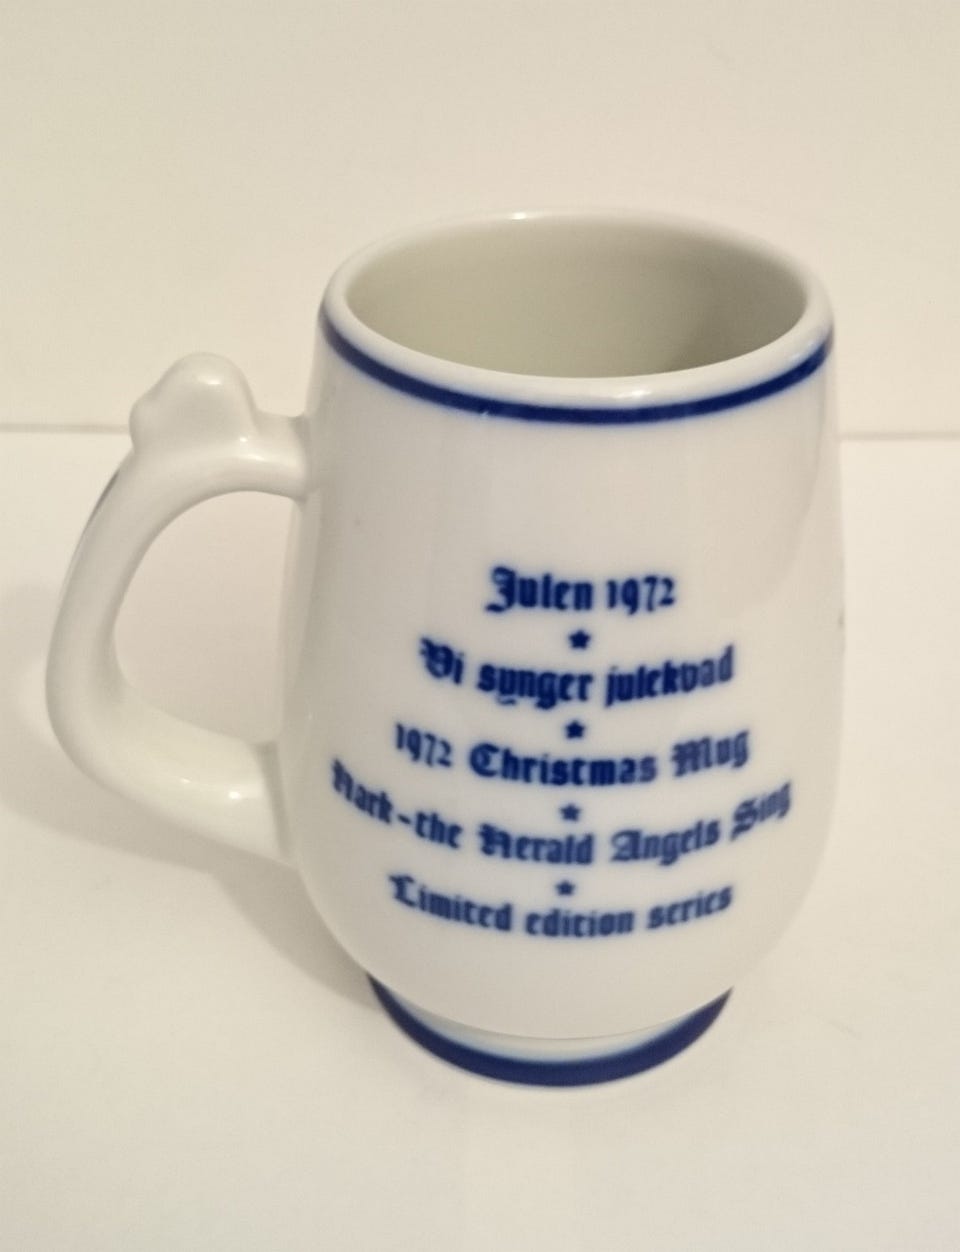 Julen 1972
Vi synger julekvad
1972 Christmas Mug
Hark-the Herald Angels Sing
Limited edition series